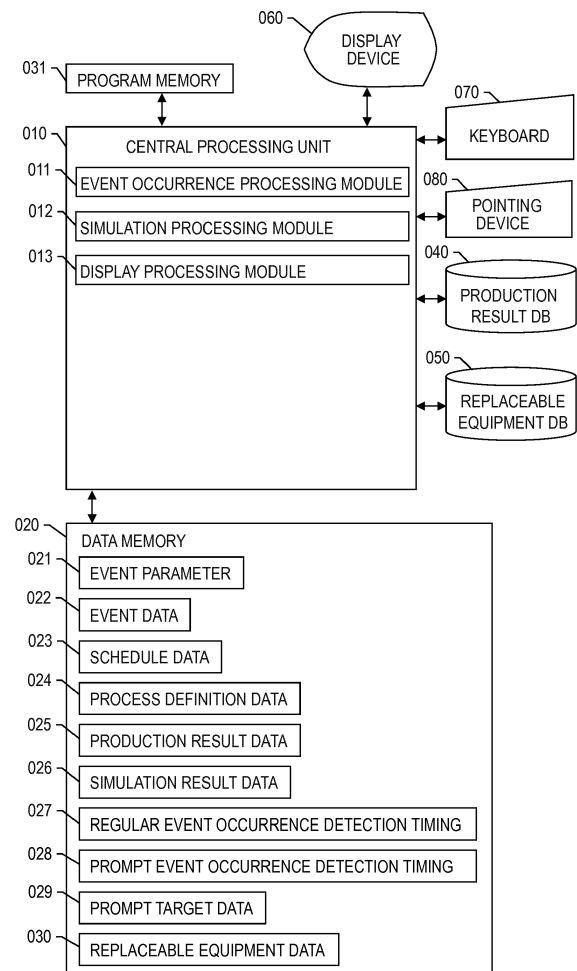 060
DISPLAY
DEVICE
031
PROGRAM MEMORY
070
KEYBOARD
010
CENTRAL PROCESSING UNIT
011
EVENT OCCURRENCE PROCESSING MODULE
080
POINTING
DEVICE
012
SIMULATION PROCESSING MODULE
013
DISPLAY PROCESSING MODULE
040
PRODUCTION
RESULT DB
050
REPLACEABLE
EQUIPMENT DB
020
DATA MEMORY
021
EVENT PARAMETER
022
EVENT DATA
023
SCHEDULE DATA
024
PROCESS DEFINITION DATA
025
PRODUCTION RESULT DATA
026
SIMULATION RESULT DATA
027
REGULAR EVENT OCCURRENCE DETECTION TIMING
028
PROMPT EVENT OCCURRENCE DETECTION TIMING
029
PROMPT TARGET DATA
030
REPLACEABLE EQUIPMENT DATA